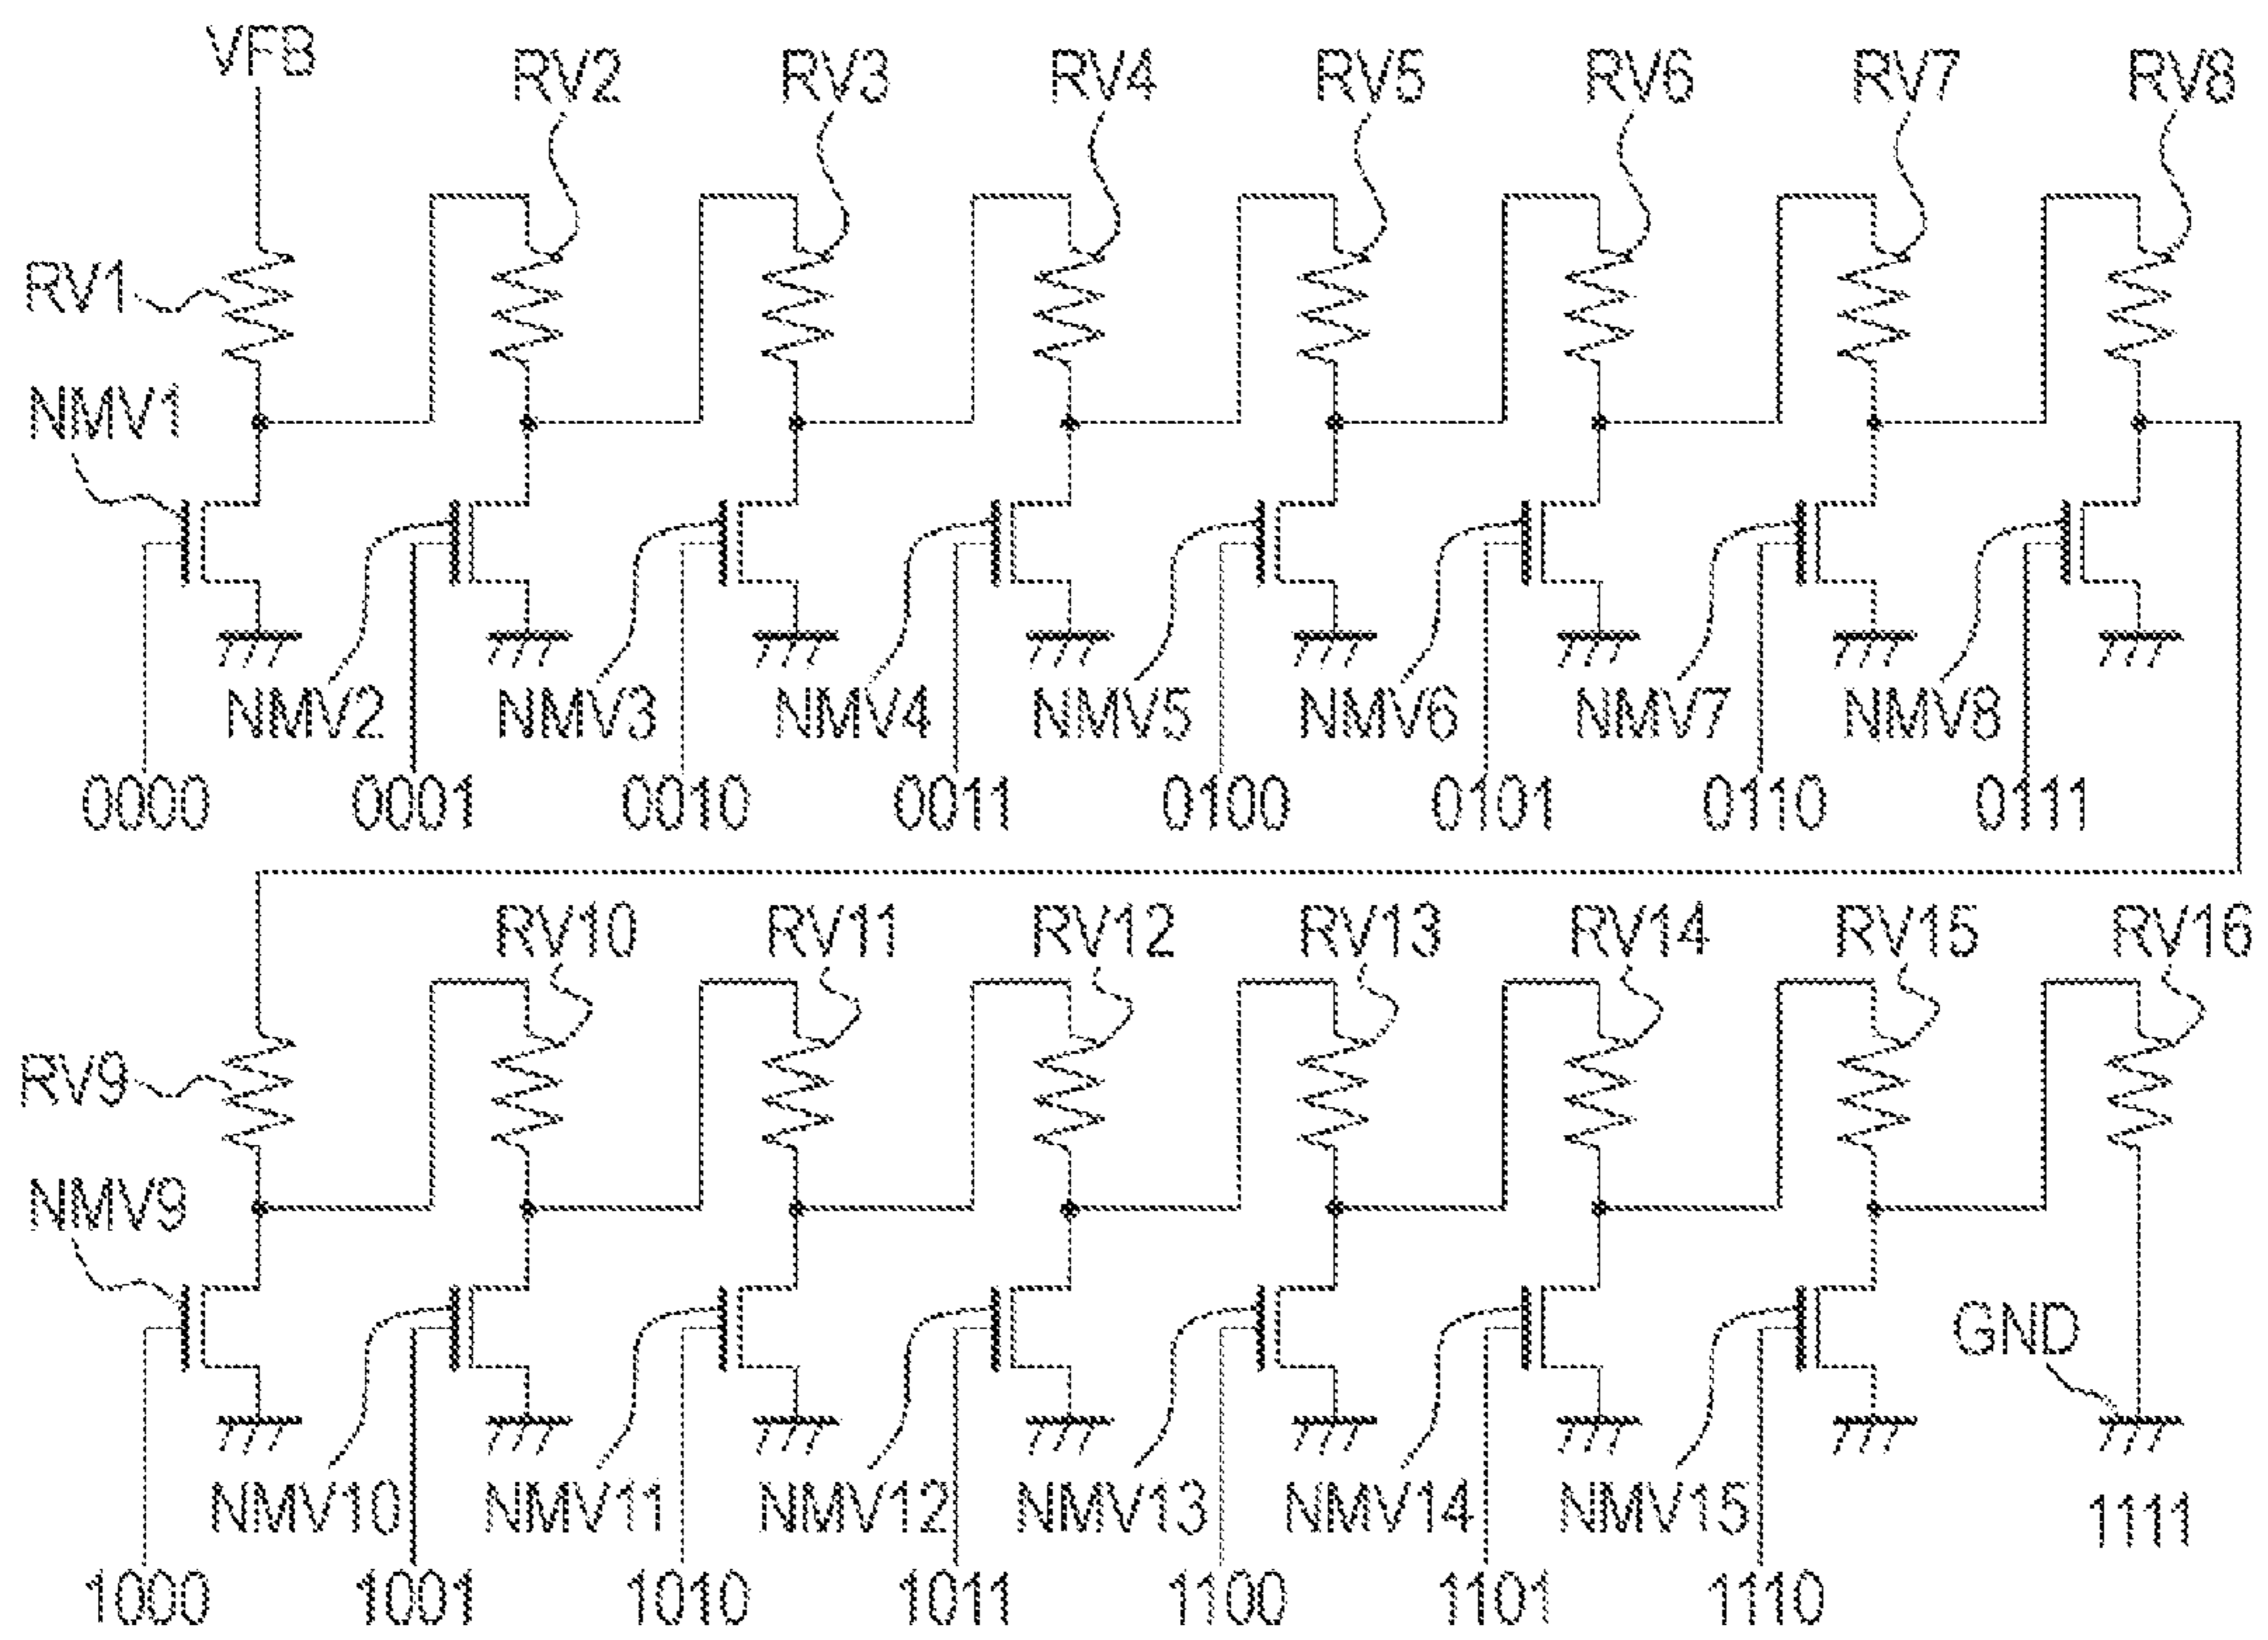 VFB
RV2 RV3 RV4 RV5 RV6 RV7 RV8
RV1
NMV1
NMV2 NMV3 NMV4 NMV5 NMV6 NMV7 NMV8
0000 0001 0010 0011 0100 0101 0110 0111
RV10 RV11 RV12 RV13 RV14 RV15 RV16
RV9
NMV9
GND
NMV10 NMV11 NMV12 NMV13 NMV14 NMV15 1111
1000 1001 1010 1011 1100 1101 1110